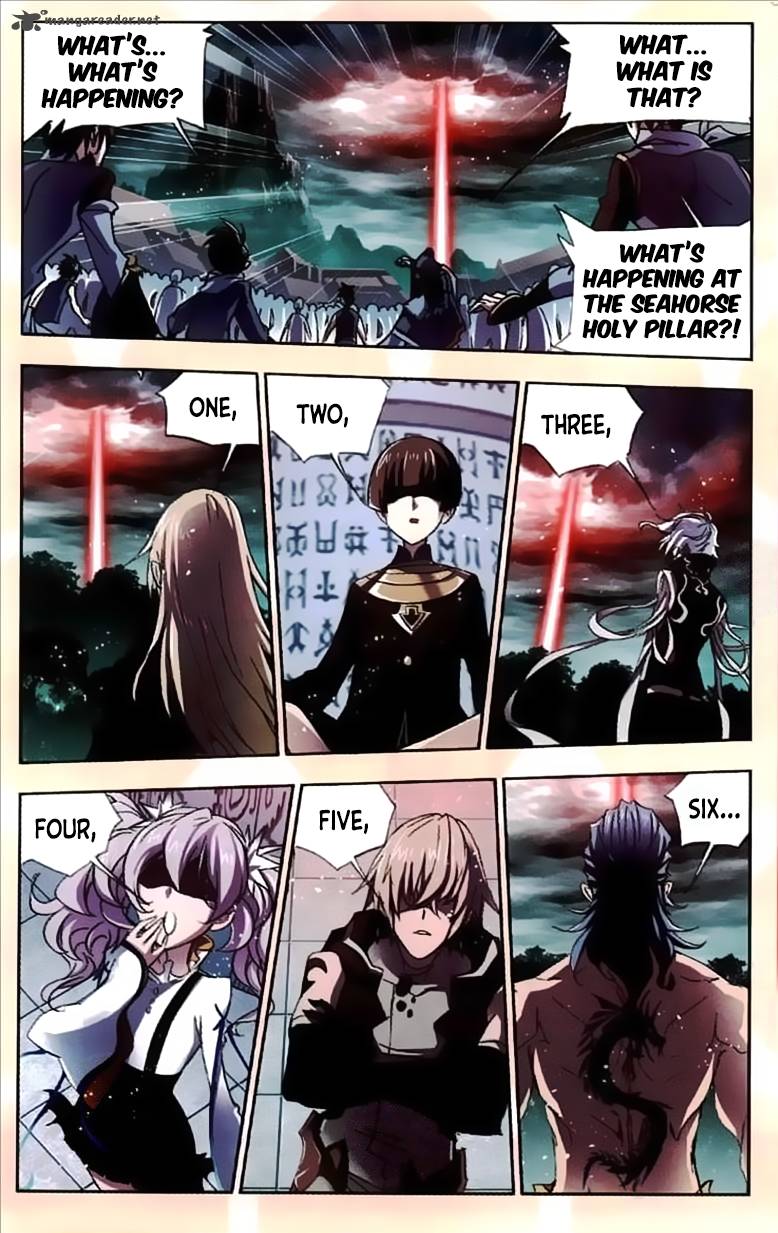 mangareader.net
WHAT'S...
WHAT'S
HAPPENING?
WHAT...
WHAT IS
THAT?
WHAT'S
HAPPENING AT
THE SEAHORSE
HOLY PILLAR?!
ONE,
TWO,
THREE,
FOUR,
FIVE,
SIX...